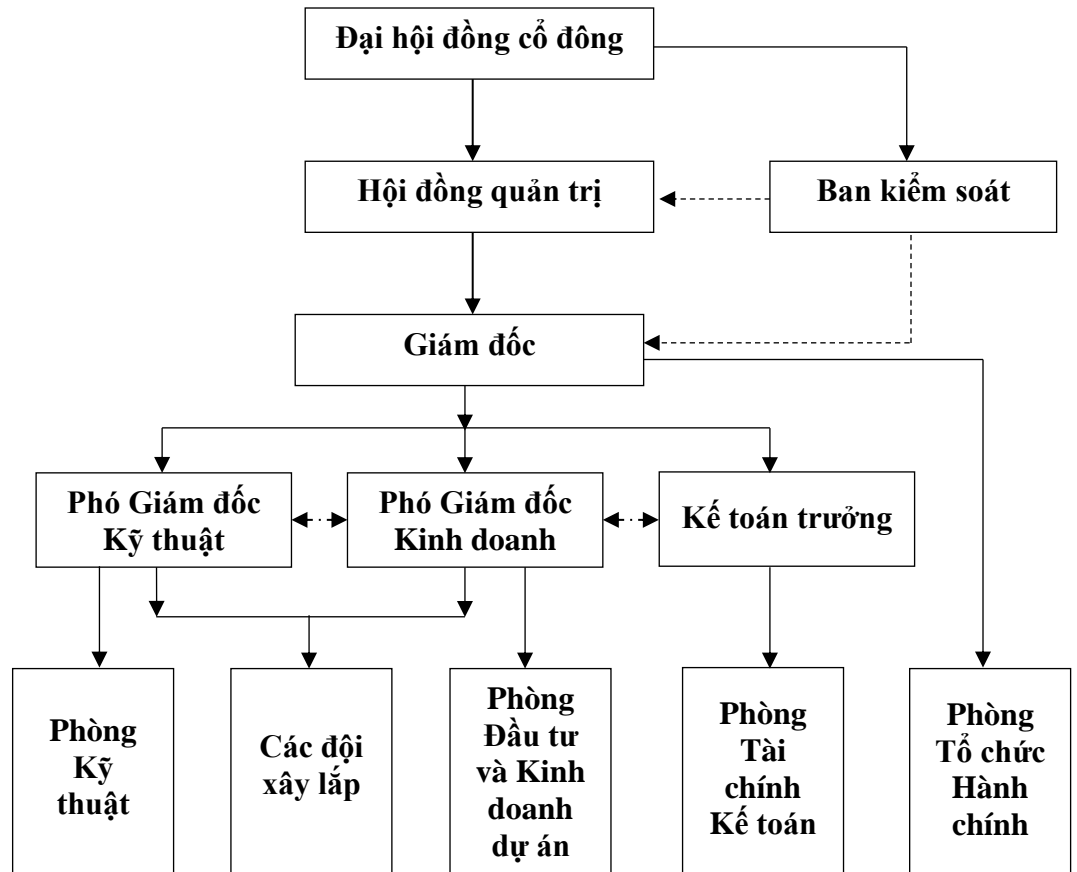 Đại hội đồng cổ đông
Hội đồng quản trị
Ban kiểm soát
Giám đốc
Phó Giám đốc
Kỹ thuật
Phó Giám đốc
Kinh doanh
Kế toán trưởng
Phòng
Kỹ
thuật
Các đội
xây lắp
Phòng
Đầu tư
và Kinh
doanh
dự án
Phòng
Tài
chính
Kế toán
Phòng
Tổ chức
Hành
chính